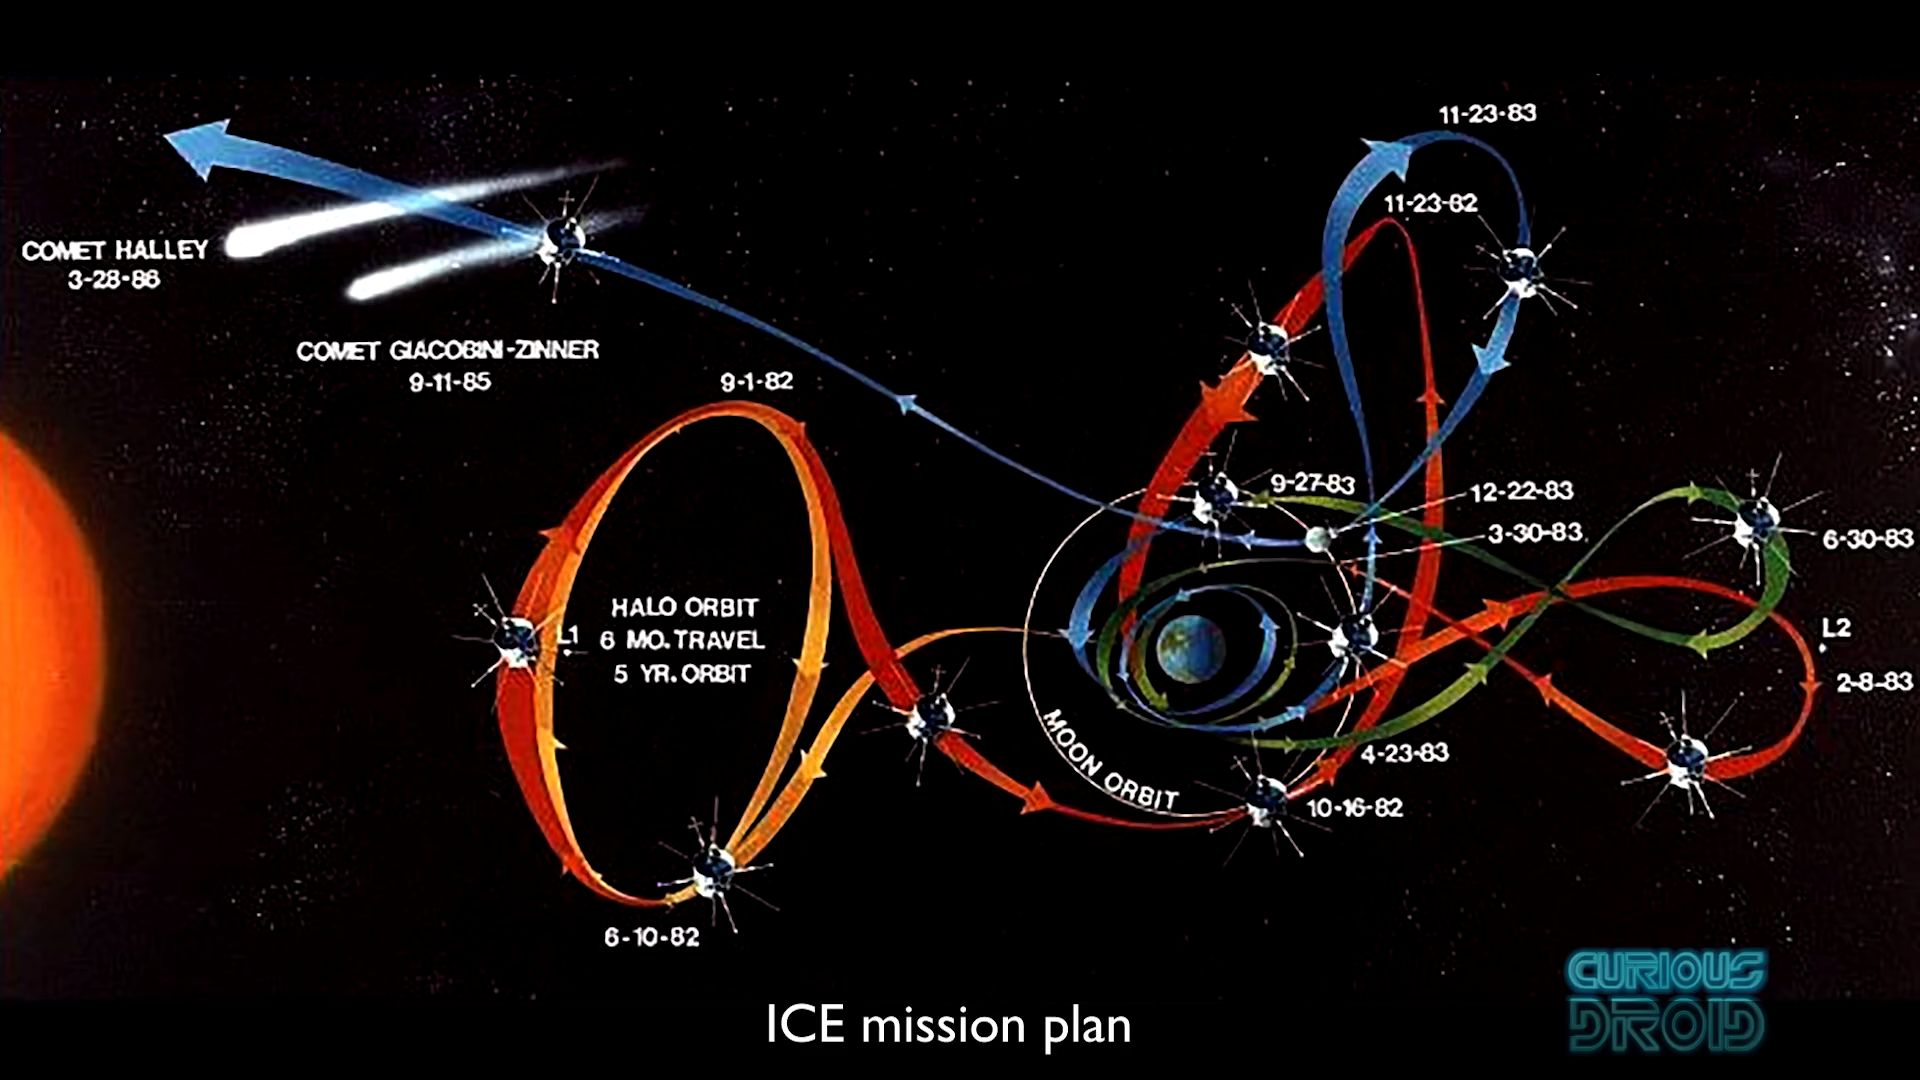 11-23-83
11-23-82
COMET HALLEY
3-28-86
COMET GIACOBINI-ZINNER
9-11-85
9-1-82
9-27-83
12-22-83
3-30-83
6-30-83
HALO ORBIT
L1
6 MO. TRAVEL
5 YR. ORBIT
L2
2-8-83
MOON ORBIT
4-23-83
10-16-82
6-10-82
ICE mission plan
CURIOUS
DROID